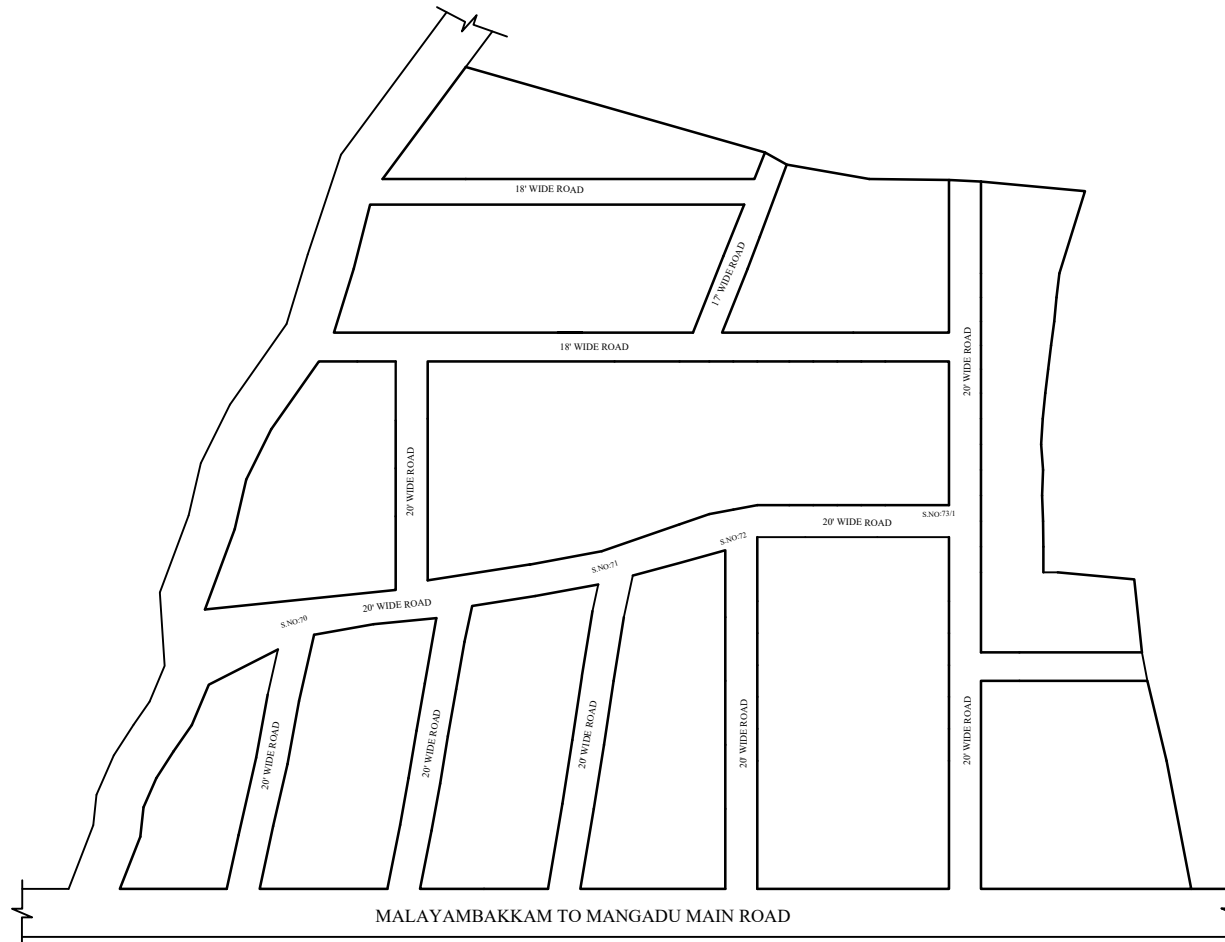 18' WIDE ROAD
17' WIDE ROAD
18' WIDE ROAD
20' WIDE ROAD
20' WIDE ROAD
S.NO:73/1
20' WIDE ROAD
S.NO:72
S.NO:71
20' WIDE ROAD
S.NO:70
20' WIDE ROAD
20' WIDE ROAD
20' WIDE ROAD
20' WIDE ROAD
20' WIDE ROAD
MALAYAMBAKKAM TO MANGADU MAIN ROAD